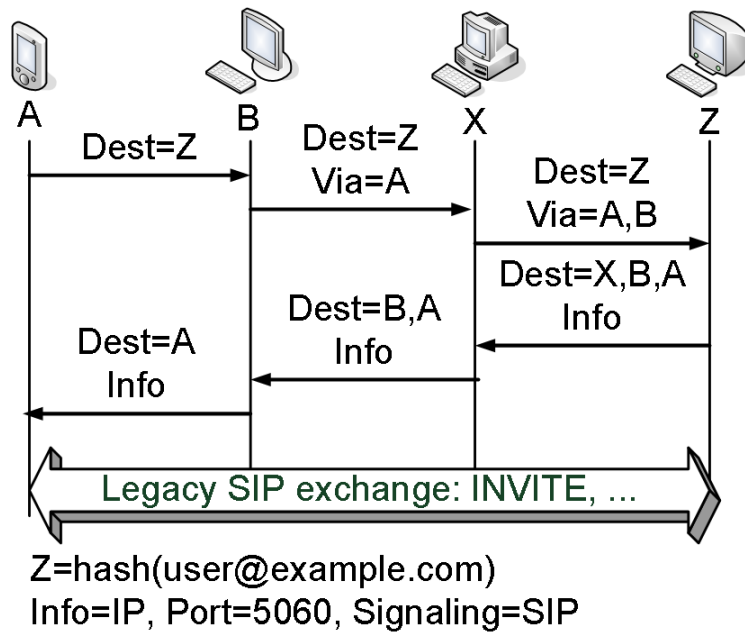 A
B
X
Z
Dest=Z
Dest=Z
Via=A
Dest=Z
Via=A,B
Dest=X,B,A
Info
Dest=B,A
Info
Dest=A
Info
Legacy SIP exchange: INVITE, ...
Z=hash(user@example.com)
Info=IP, Port=5060, Signaling=SIP